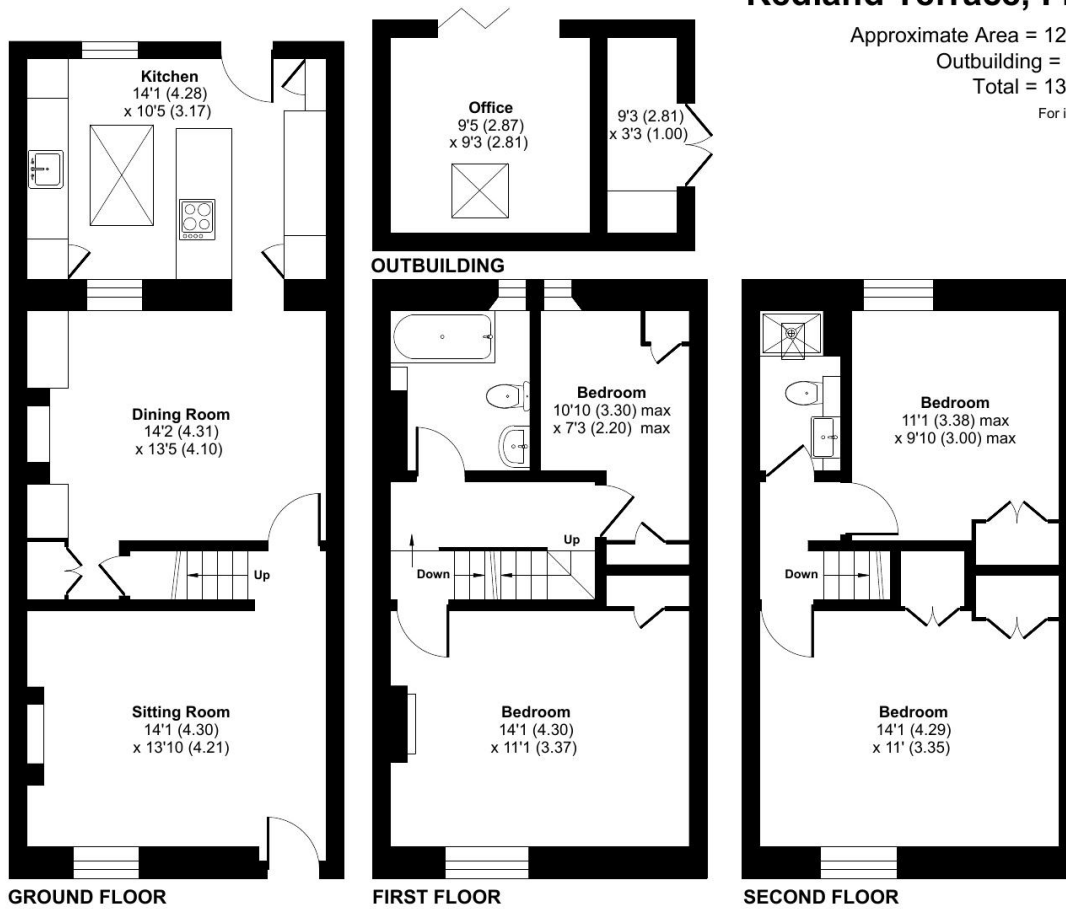 Approximate Area = 12
Outbuilding =
Total = 13
For i
Kitchen
14'1 (4.28)
x 10'5 (3.17)
Office
9'5 (2.87)
x 9'3 (2.81)
9'3 (2.81)
x 3'3 (1.00)
OUTBUILDING
Dining Room
14'2 (4.31)
x 13'5 (4.10)
Up
Sitting Room
14'1 (4.30)
x 13'10 (4.21)
GROUND FLOOR
Bedroom
10'10 (3.30) max
x 7'3 (2.20) max
Up
Down
Bedroom
14'1 (4.30)
x 11'1 (3.37)
FIRST FLOOR
Bedroom
11'1 (3.38) max
x 9'10 (3.00) max
Down
Bedroom
14'1 (4.29)
x 11' (3.35)
SECOND FLOOR